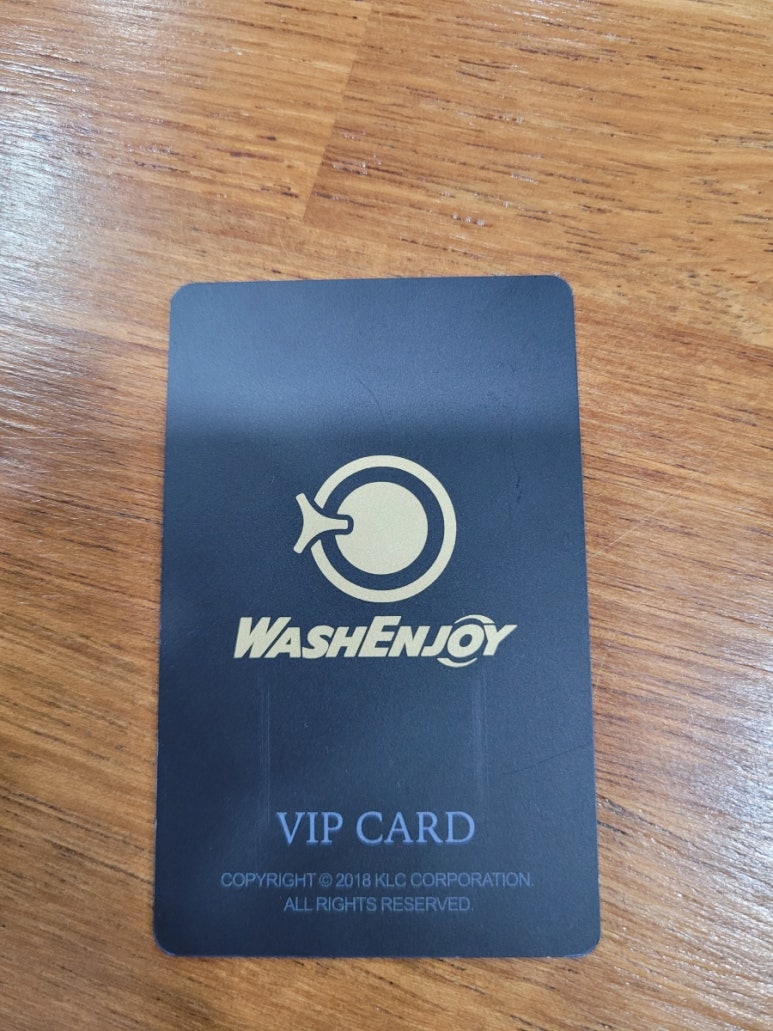 WASHENJOY
VIP CARD
COPYRIGHT © 2018 KLC CORPORATION.
ALL RIGHTS RESERVED.